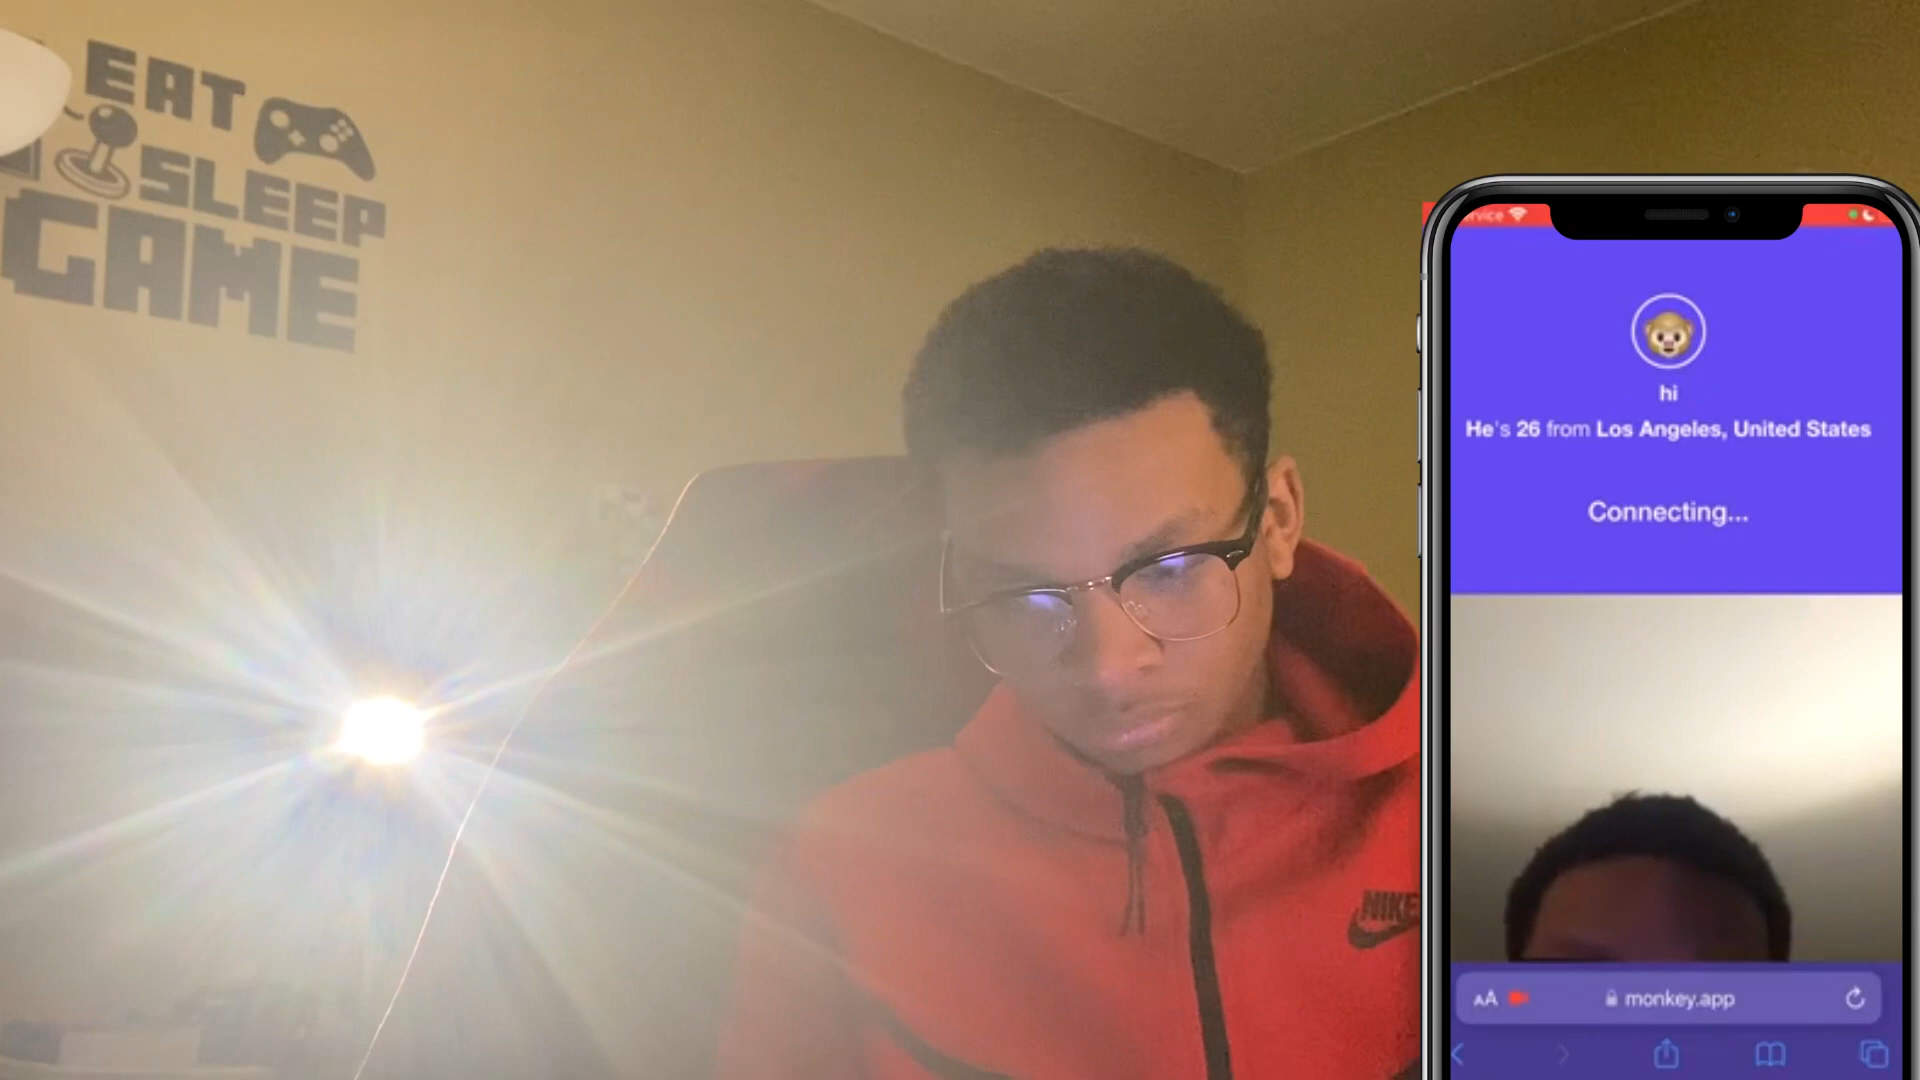 EAT
SLEEP
GAME
NIKE
hi
He's 26 from Los Angeles, United States
Connecting...
AA
monkey.app